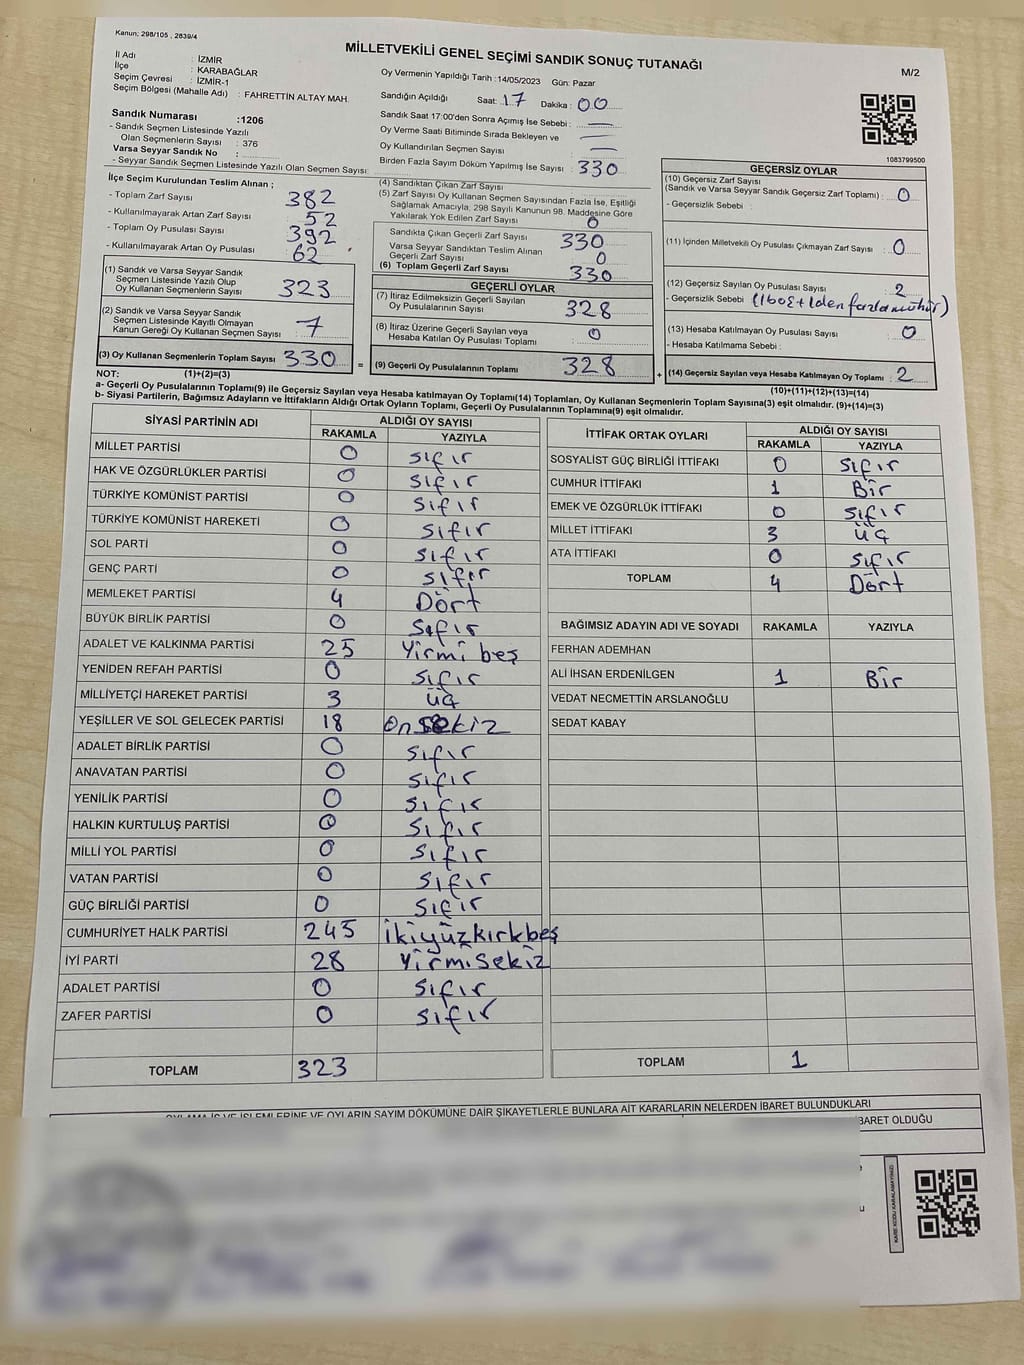 Kanun: 298/105 , 2839/4
MİLLETVEKİLİ GENEL SEÇİMİ SANDIK SONUÇ TUTANAĞI
M/2
İl Adı : İZMİR
İlçe : KARABAĞLAR
Seçim Çevresi : İZMİR-1
Seçim Bölgesi (Mahalle Adı) : FAHRETTİN ALTAY MAH.
Sandık Numarası :1206
- Sandık Seçmen Listesinde Yazılı
Olan Seçmenlerin Sayısı : 376
Varsa Seyyar Sandık No :
- Seyyar Sandık Seçmen Listesinde Yazılı Olan Seçmen Sayısı :
Oy Vermenin Yapıldığı Tarih :14/05/2023 Gün: Pazar
Sandığın Açıldığı Saat: 17 Dakika : 00
Sandık Saat 17:00'den Sonra Açımış İse Sebebi : —
Oy Verme Saati Bitiminde Sırada Bekleyen ve —
Oy Kullandırılan Seçmen Sayısı : —
Birden Fazla Sayım Döküm Yapılmış İse Sayısı : 330
1083799500
İlçe Seçim Kurulundan Teslim Alınan ;
- Toplam Zarf Sayısı : 382
- Kullanılmayarak Artan Zarf Sayısı : 52
- Toplam Oy Pusulası Sayısı : 392
- Kullanılmayarak Artan Oy Pusulası : 62
(1) Sandık ve Varsa Seyyar Sandık
Seçmen Listesinde Yazılı Olup
Oy Kullanan Seçmenlerin Sayısı : 323
(2) Sandık ve Varsa Seyyar Sandık
Seçmen Listesinde Kayıtlı Olmayan
Kanun Gereği Oy Kullanan Seçmen Sayısı : 7
(3) Oy Kullanan Seçmenlerin Toplam Sayısı : 330
(4) Sandıktan Çıkan Zarf Sayısı :
(5) Zarf Sayısı Oy Kullanan Seçmen Sayısından Fazla İse, Eşitliği
Sağlamak Amacıyla, 298 Sayılı Kanunun 98. Maddesine Göre
Yakılarak Yok Edilen Zarf Sayısı : 0
Sandıkta Çıkan Geçerli Zarf Sayısı : 330
Varsa Seyyar Sandıktan Teslim Alınan
Geçerli Zarf Sayısı : 0
(6) Toplam Geçerli Zarf Sayısı : 330
GEÇERLİ OYLAR
(7) İtiraz Edilmeksizin Geçerli Sayılan
Oy Pusulalarının Sayısı : 328
(8) İtiraz Üzerine Geçerli Sayılan veya
Hesaba Katılan Oy Pusulası Toplamı : 0
= (9) Geçerli Oy Pusulalarının Toplamı : 328
GEÇERSİZ OYLAR
(10) Geçersiz Zarf Sayısı
(Sandık ve Varsa Seyyar Sandık Geçersiz Zarf Toplamı) : 0
- Geçersizlik Sebebi :
(11) İçinden Milletvekili Oy Pusulası Çıkmayan Zarf Sayısı : 0
(12) Geçersiz Sayılan Oy Pusulası Sayısı : 2
- Geçersizlik Sebebi : (1 boş + 1 den fazla mühür)
(13) Hesaba Katılmayan Oy Pusulası Sayısı : 0
- Hesaba Katılmama Sebebi :
+ (14) Geçersiz Sayılan veya Hesaba Katılmayan Oy Toplamı : 2
NOT: (1)+(2)=(3) (10)+(11)+(12)+(13)=(14)
a- Geçerli Oy Pusulalarının Toplamı(9) ile Geçersiz Sayılan veya Hesaba katılmayan Oy Toplamı(14) Toplamları, Oy Kullanan Seçmenlerin Toplam Sayısına(3) eşit olmalıdır. (9)+(14)=(3)
b- Siyasi Partilerin, Bağımsız Adayların ve İttifakların Aldığı Ortak Oyların Toplamı, Geçerli Oy Pusulalarının Toplamına(9) eşit olmalıdır.
SİYASİ PARTİNİN ADI ALDIĞI OY SAYISI
RAKAMLA YAZIYLA
MİLLET PARTİSİ 0 sıfır
HAK VE ÖZGÜRLÜKLER PARTİSİ 0 sıfır
TÜRKİYE KOMÜNİST PARTİSİ 0 sıfır
TÜRKİYE KOMÜNİST HAREKETİ 0 sıfır
SOL PARTİ 0 sıfır
GENÇ PARTİ 0 sıfır
MEMLEKET PARTİSİ 4 Dört
BÜYÜK BİRLİK PARTİSİ 0 Sıfır
ADALET VE KALKINMA PARTİSİ 25 Yirmi beş
YENİDEN REFAH PARTİSİ 0 sıfır
MİLLİYETÇİ HAREKET PARTİSİ 3 üç
YEŞİLLER VE SOL GELECEK PARTİSİ 18 Onsekiz
ADALET BİRLİK PARTİSİ 0 sıfır
ANAVATAN PARTİSİ 0 sıfır
YENİLİK PARTİSİ 0 sıfır
HALKIN KURTULUŞ PARTİSİ 0 sıfır
MİLLİ YOL PARTİSİ 0 sıfır
VATAN PARTİSİ 0 sıfır
GÜÇ BİRLİĞİ PARTİSİ 0 sıfır
CUMHURİYET HALK PARTİSİ 245 ikiyüzkırkbeş
İYİ PARTİ 28 Yirmisekiz
ADALET PARTİSİ 0 sıfır
ZAFER PARTİSİ 0 sıfır
TOPLAM 323
İTTİFAK ORTAK OYLARI ALDIĞI OY SAYISI
RAKAMLA YAZIYLA
SOSYALİST GÜÇ BİRLİĞİ İTTİFAKI 0 sıfır
CUMHUR İTTİFAKI 1 Bir
EMEK VE ÖZGÜRLÜK İTTİFAKI 0 sıfır
MİLLET İTTİFAKI 3 üç
ATA İTTİFAKI 0 sıfır
TOPLAM 4 Dört
BAĞIMSIZ ADAYIN ADI VE SOYADI RAKAMLA YAZIYLA
FERHAN ADEMHAN
ALİ İHSAN ERDENİLGEN 1 Bir
VEDAT NECMETTİN ARSLANOĞLU
SEDAT KABAY
TOPLAM 1
OYLAMA İŞ VE İŞLEMLERİNE VE OYLARIN SAYIM DÖKÜMÜNE DAİR ŞİKAYETLERLE BUNLARA AİT KARARLARIN NELERDEN İBARET BULUNDUKLARI
BARET OLDUĞU
KARE KODU KARALAMAYINIZ!